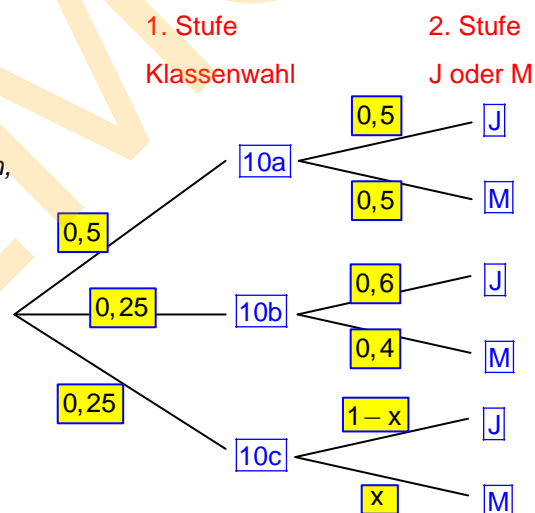 1. Stufe 2. Stufe
Klassenwahl J oder M
0,5 J
n,
10a
0,5 M
0,5
0,6 J
0,25 10b
0,4 M
0,25
1 – x J
10c
x M